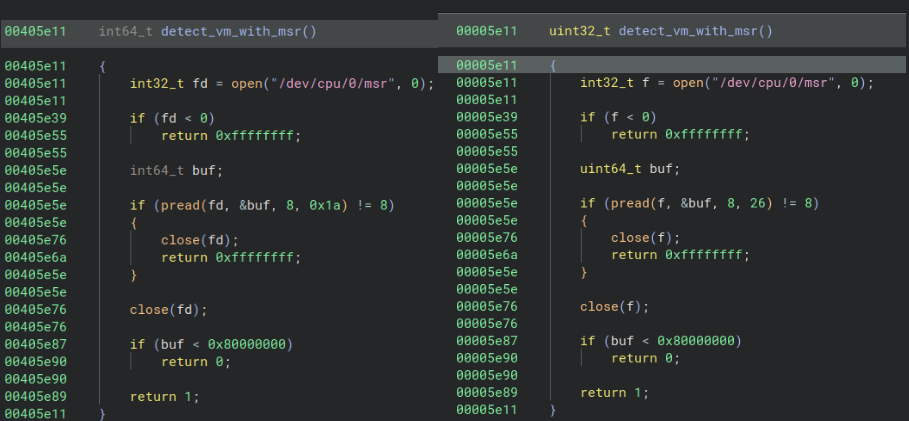 00405e11    int64_t detect_vm_with_msr()
00405e11    {
00405e11        int32_t fd = open("/dev/cpu/0/msr", 0);
00405e11
00405e39        if (fd < 0)
00405e55            return 0xffffffff;
00405e55
00405e5e        int64_t buf;
00405e5e
00405e5e        if (pread(fd, &buf, 8, 0x1a) != 8)
00405e5e        {
00405e76            close(fd);
00405e6a            return 0xffffffff;
00405e5e        }
00405e5e
00405e76        close(fd);
00405e76
00405e87        if (buf < 0x80000000)
00405e90            return 0;
00405e90
00405e89        return 1;
00405e11    }
00005e11    uint32_t detect_vm_with_msr()
00005e11    {
00005e11        int32_t f = open("/dev/cpu/0/msr", 0);
00005e11
00005e39        if (f < 0)
00005e55            return 0xffffffff;
00005e55
00005e5e        uint64_t buf;
00005e5e
00005e5e        if (pread(f, &buf, 8, 26) != 8)
00005e5e        {
00005e76            close(f);
00005e6a            return 0xffffffff;
00005e5e        }
00005e5e
00005e76        close(f);
00005e76
00005e87        if (buf < 0x80000000)
00005e90            return 0;
00005e90
00005e89        return 1;
00005e11    }